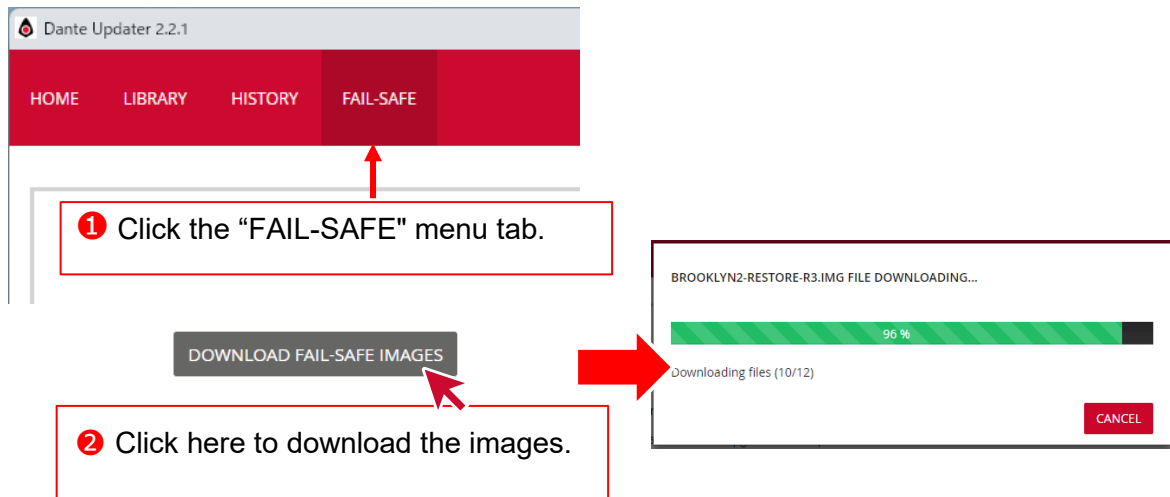 Dante Updater 2.2.1
HOME LIBRARY HISTORY FAIL-SAFE
❶ Click the “FAIL-SAFE" menu tab.
DOWNLOAD FAIL-SAFE IMAGES
❷ Click here to download the images.
BROOKLYN2-RESTORE-R3.IMG FILE DOWNLOADING...
96 %
Downloading files (10/12)
CANCEL